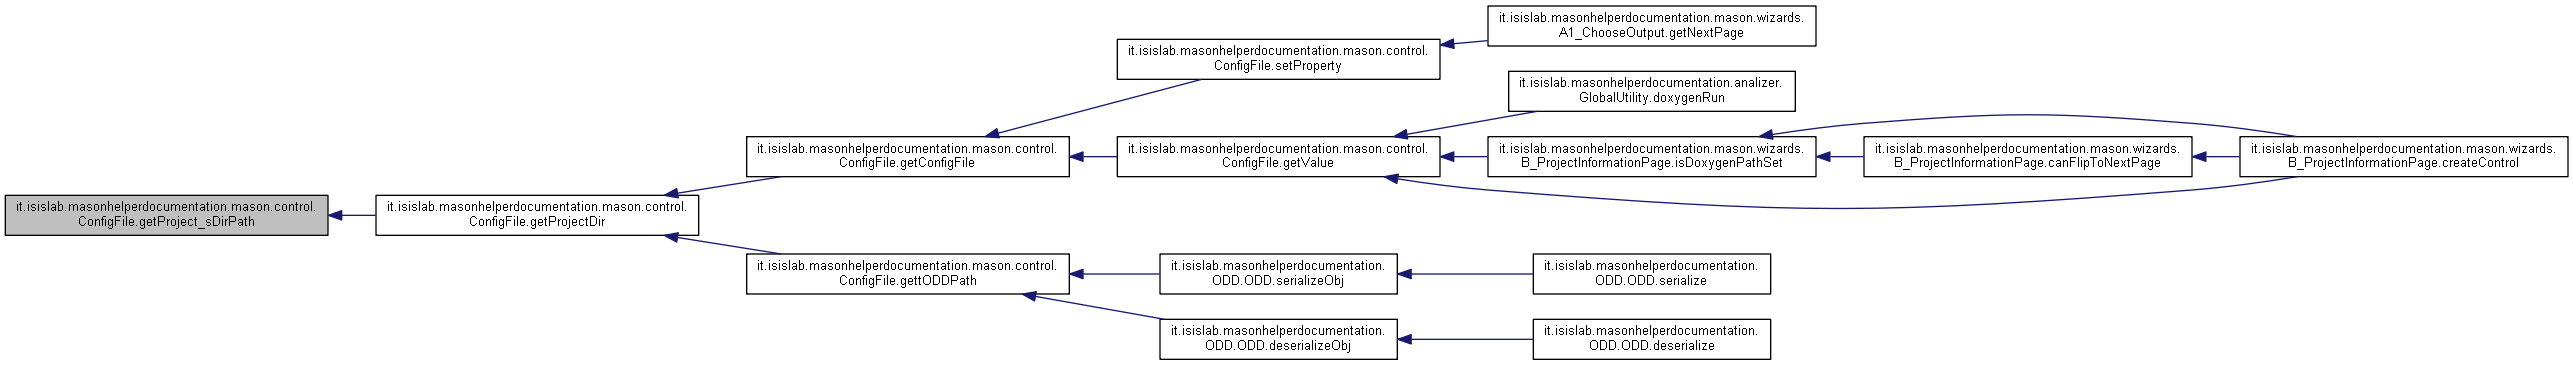 it.isislab.masonhelperdocumentation.mason.control.
ConfigFile.getProject_sDirPath
it.isislab.masonhelperdocumentation.mason.control.
ConfigFile.getProjectDir
it.isislab.masonhelperdocumentation.mason.control.
ConfigFile.getConfigFile
it.isislab.masonhelperdocumentation.mason.control.
ConfigFile.setProperty
it.isislab.masonhelperdocumentation.mason.wizards.
A1_ChooseOutput.getNextPage
it.isislab.masonhelperdocumentation.mason.control.
ConfigFile.getValue
it.isislab.masonhelperdocumentation.analizer.
GlobalUtility.doxygenRun
it.isislab.masonhelperdocumentation.mason.wizards.
B_ProjectInformationPage.isDoxygenPathSet
it.isislab.masonhelperdocumentation.mason.wizards.
B_ProjectInformationPage.canFlipToNextPage
it.isislab.masonhelperdocumentation.mason.wizards.
B_ProjectInformationPage.createControl
it.isislab.masonhelperdocumentation.mason.control.
ConfigFile.gettODDPath
it.isislab.masonhelperdocumentation.
ODD.ODD.serializeObj
it.isislab.masonhelperdocumentation.
ODD.ODD.serialize
it.isislab.masonhelperdocumentation.
ODD.ODD.deserializeObj
it.isislab.masonhelperdocumentation.
ODD.ODD.deserialize